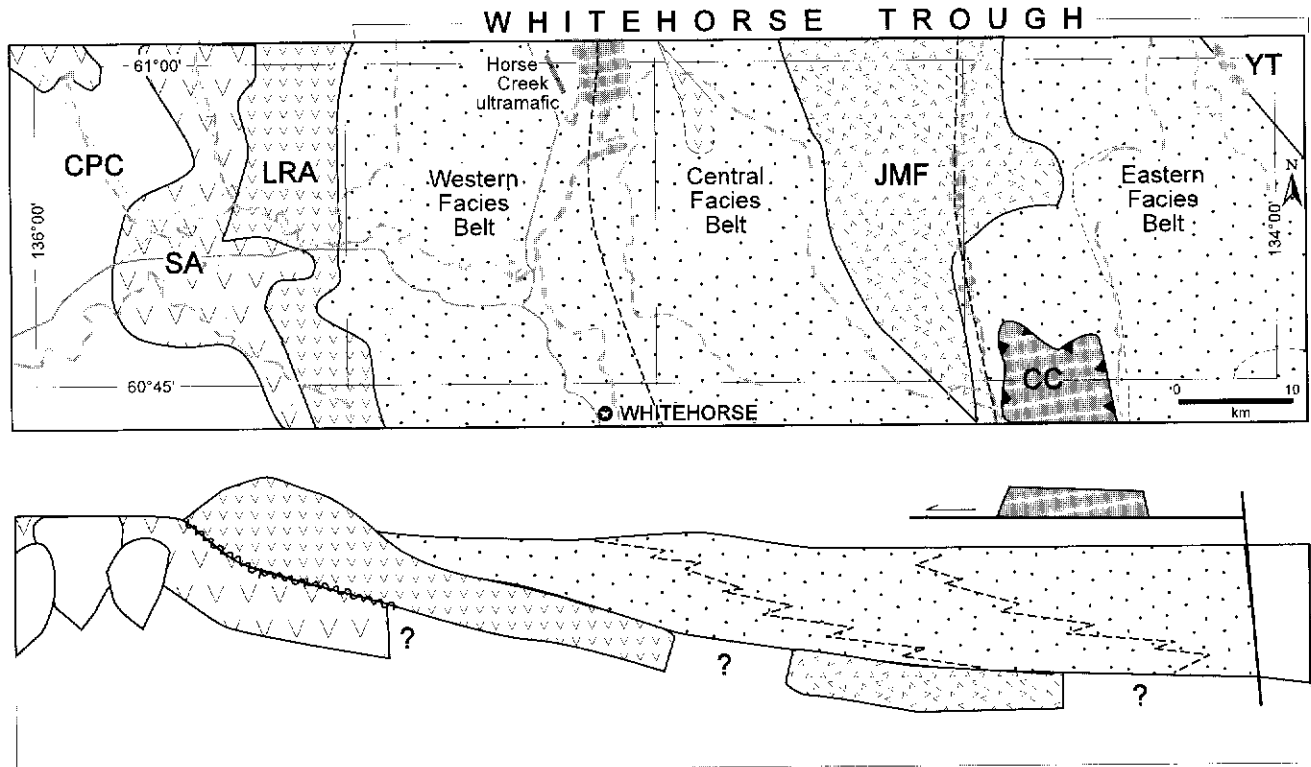 WHITEHORSE TROUGH
61°00'
Horse
Creek
ultramafic
YT
CPC
LRA
Western
Facies
Belt
Central
Facies
Belt
JMF
Eastern
Facies
Belt
N
136°00'
134°00'
SA
60°45'
CC
0 10
km
WHITEHORSE
?
?
?